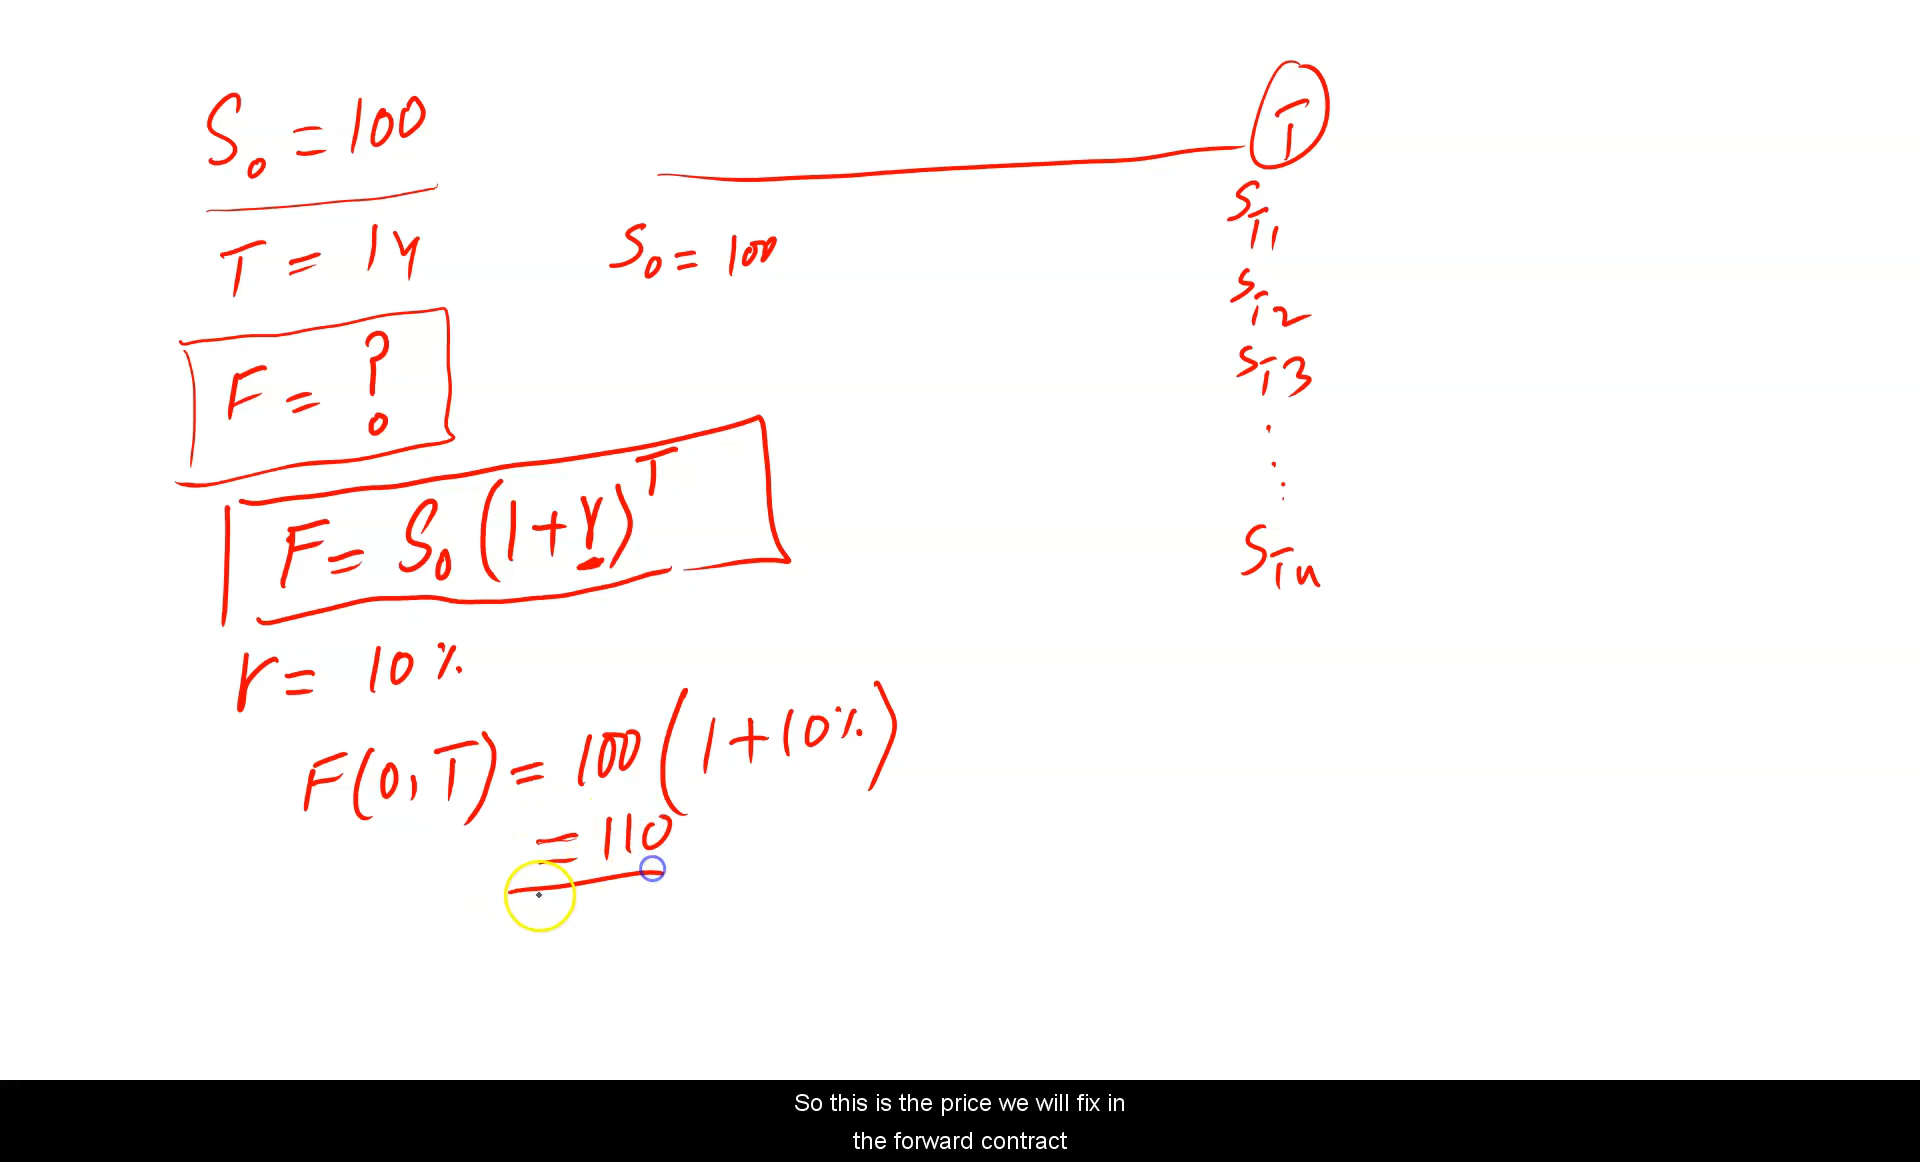 S₀ = 100
T = 1Y
F = ?
F = S₀ (1 + r)ᵀ
r = 10%
F(0, T) = 100 (1 + 10%)
= 110
T
S₀ = 100
S_T1
S_T2
S_T3
.
.
:
S_Tn
So this is the price we will fix in
the forward contract